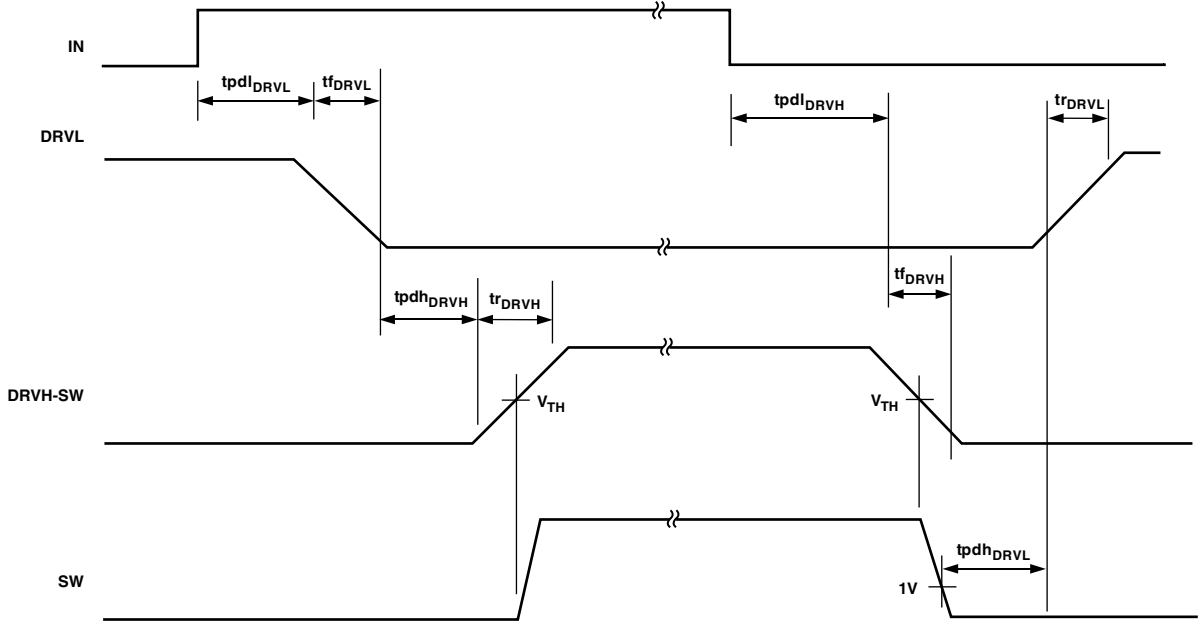 IN
tpdlDRVL
tfDRVL
tpdlDRVH
trDRVL
DRVL
tpdhDRVH
trDRVH
tfDRVH
DRVH-SW
VTH
VTH
SW
tpdhDRVL
1V